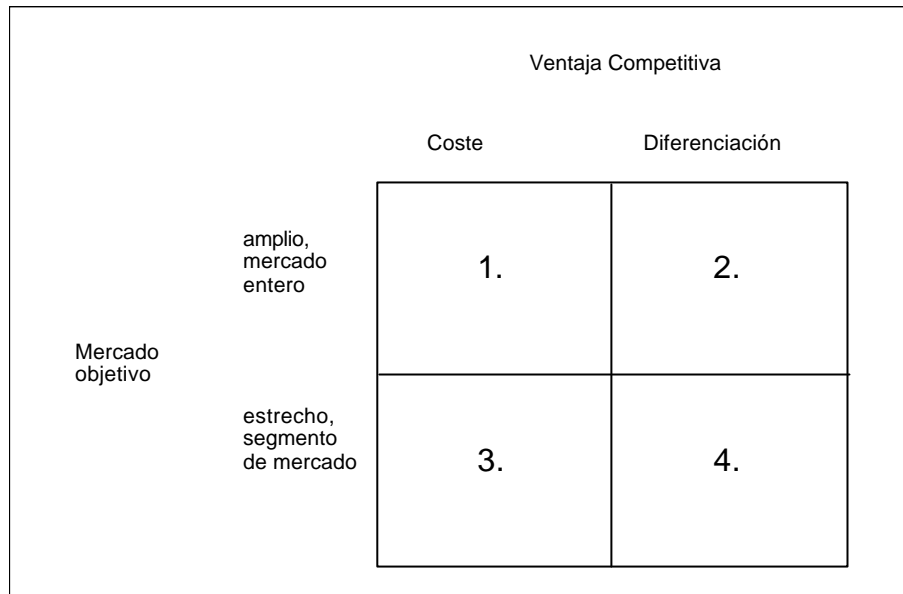 Ventaja Competitiva
Coste Diferenciación
amplio,
mercado
entero
1. 2.
Mercado
objetivo
estrecho,
segmento
de mercado
3. 4.